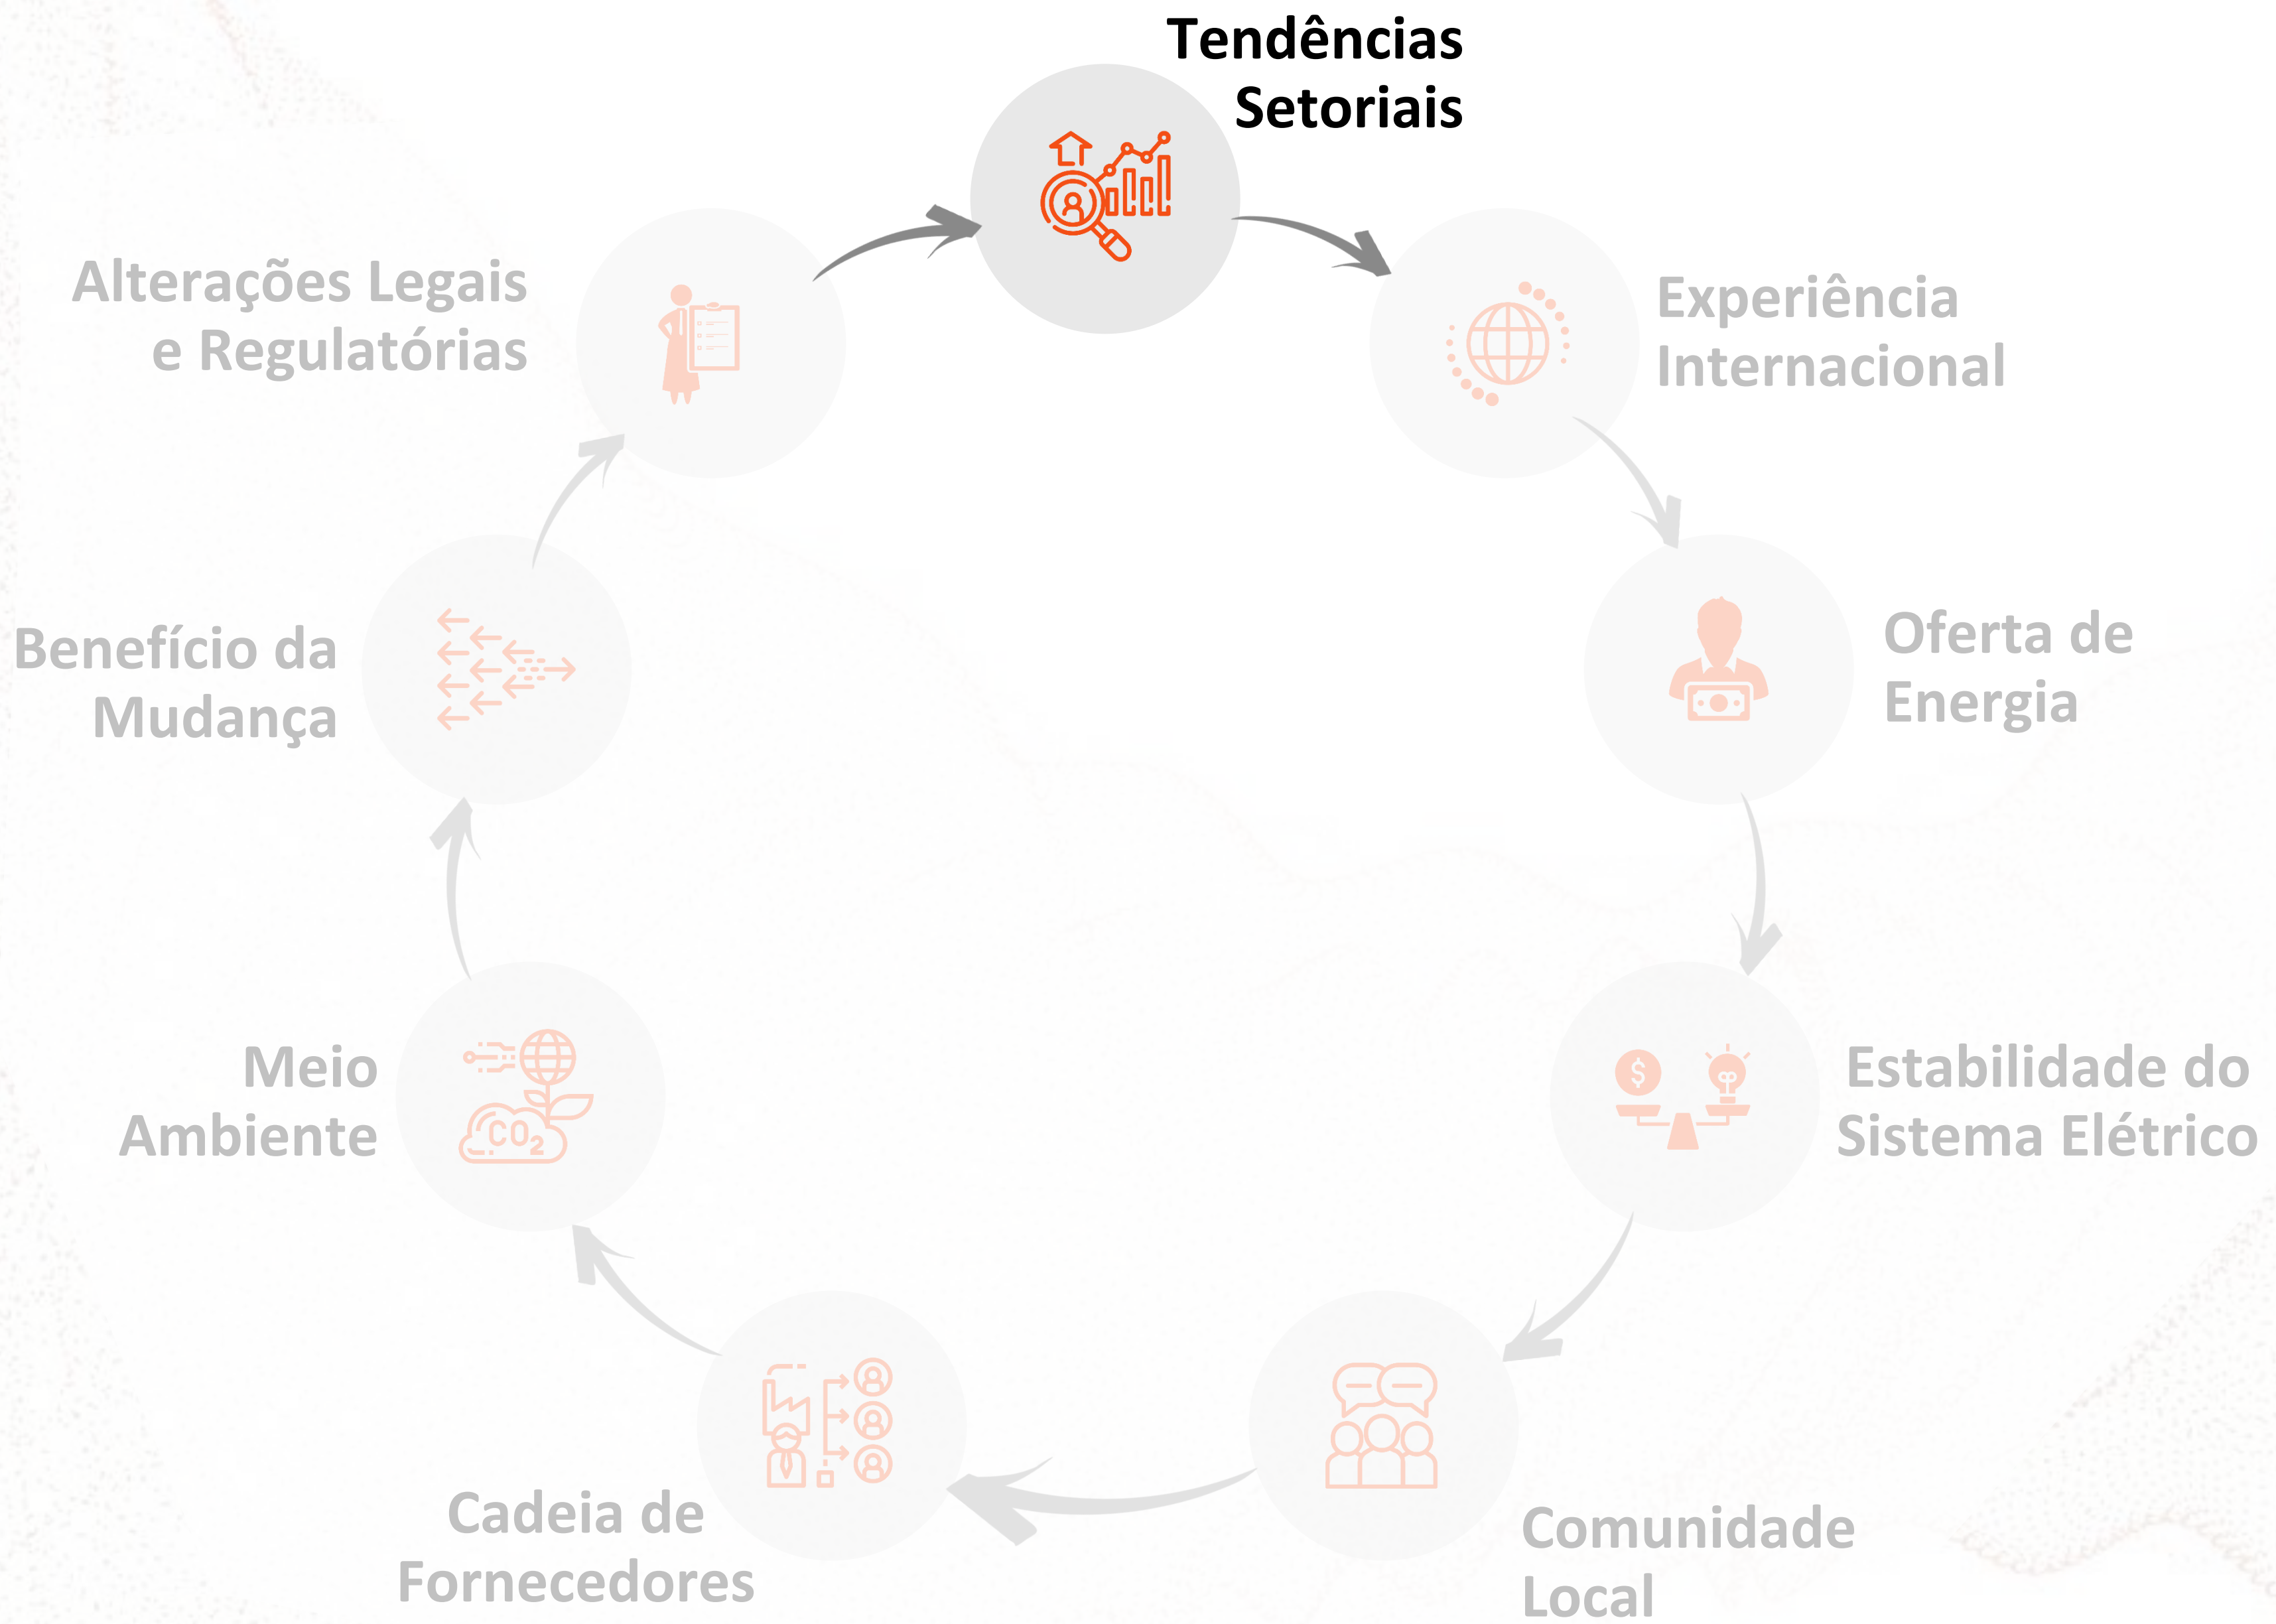 Tendências
Setoriais
Experiência
Internacional
Oferta de
Energia
Estabilidade do
Sistema Elétrico
Comunidade
Local
Cadeia de
Fornecedores
Meio
Ambiente
CO2
Benefício da
Mudança
Alterações Legais
e Regulatórias
$